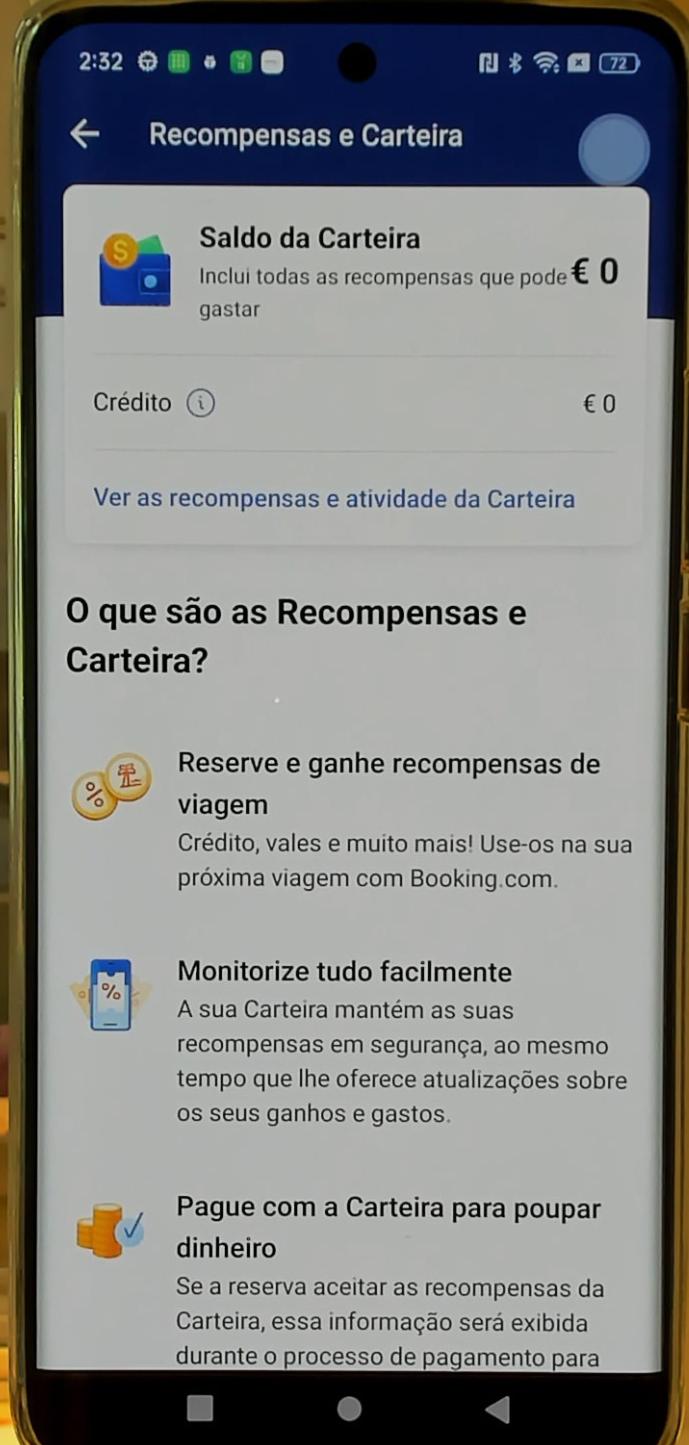 2:32
72
Recompensas e Carteira
Saldo da Carteira
Inclui todas as recompensas que pode € 0
gastar
Crédito € 0
Ver as recompensas e atividade da Carteira
O que são as Recompensas e
Carteira?
Reserve e ganhe recompensas de
viagem
Crédito, vales e muito mais! Use-os na sua
próxima viagem com Booking.com.
Monitorize tudo facilmente
A sua Carteira mantém as suas
recompensas em segurança, ao mesmo
tempo que lhe oferece atualizações sobre
os seus ganhos e gastos.
Pague com a Carteira para poupar
dinheiro
Se a reserva aceitar as recompensas da
Carteira, essa informação será exibida
durante o processo de pagamento para